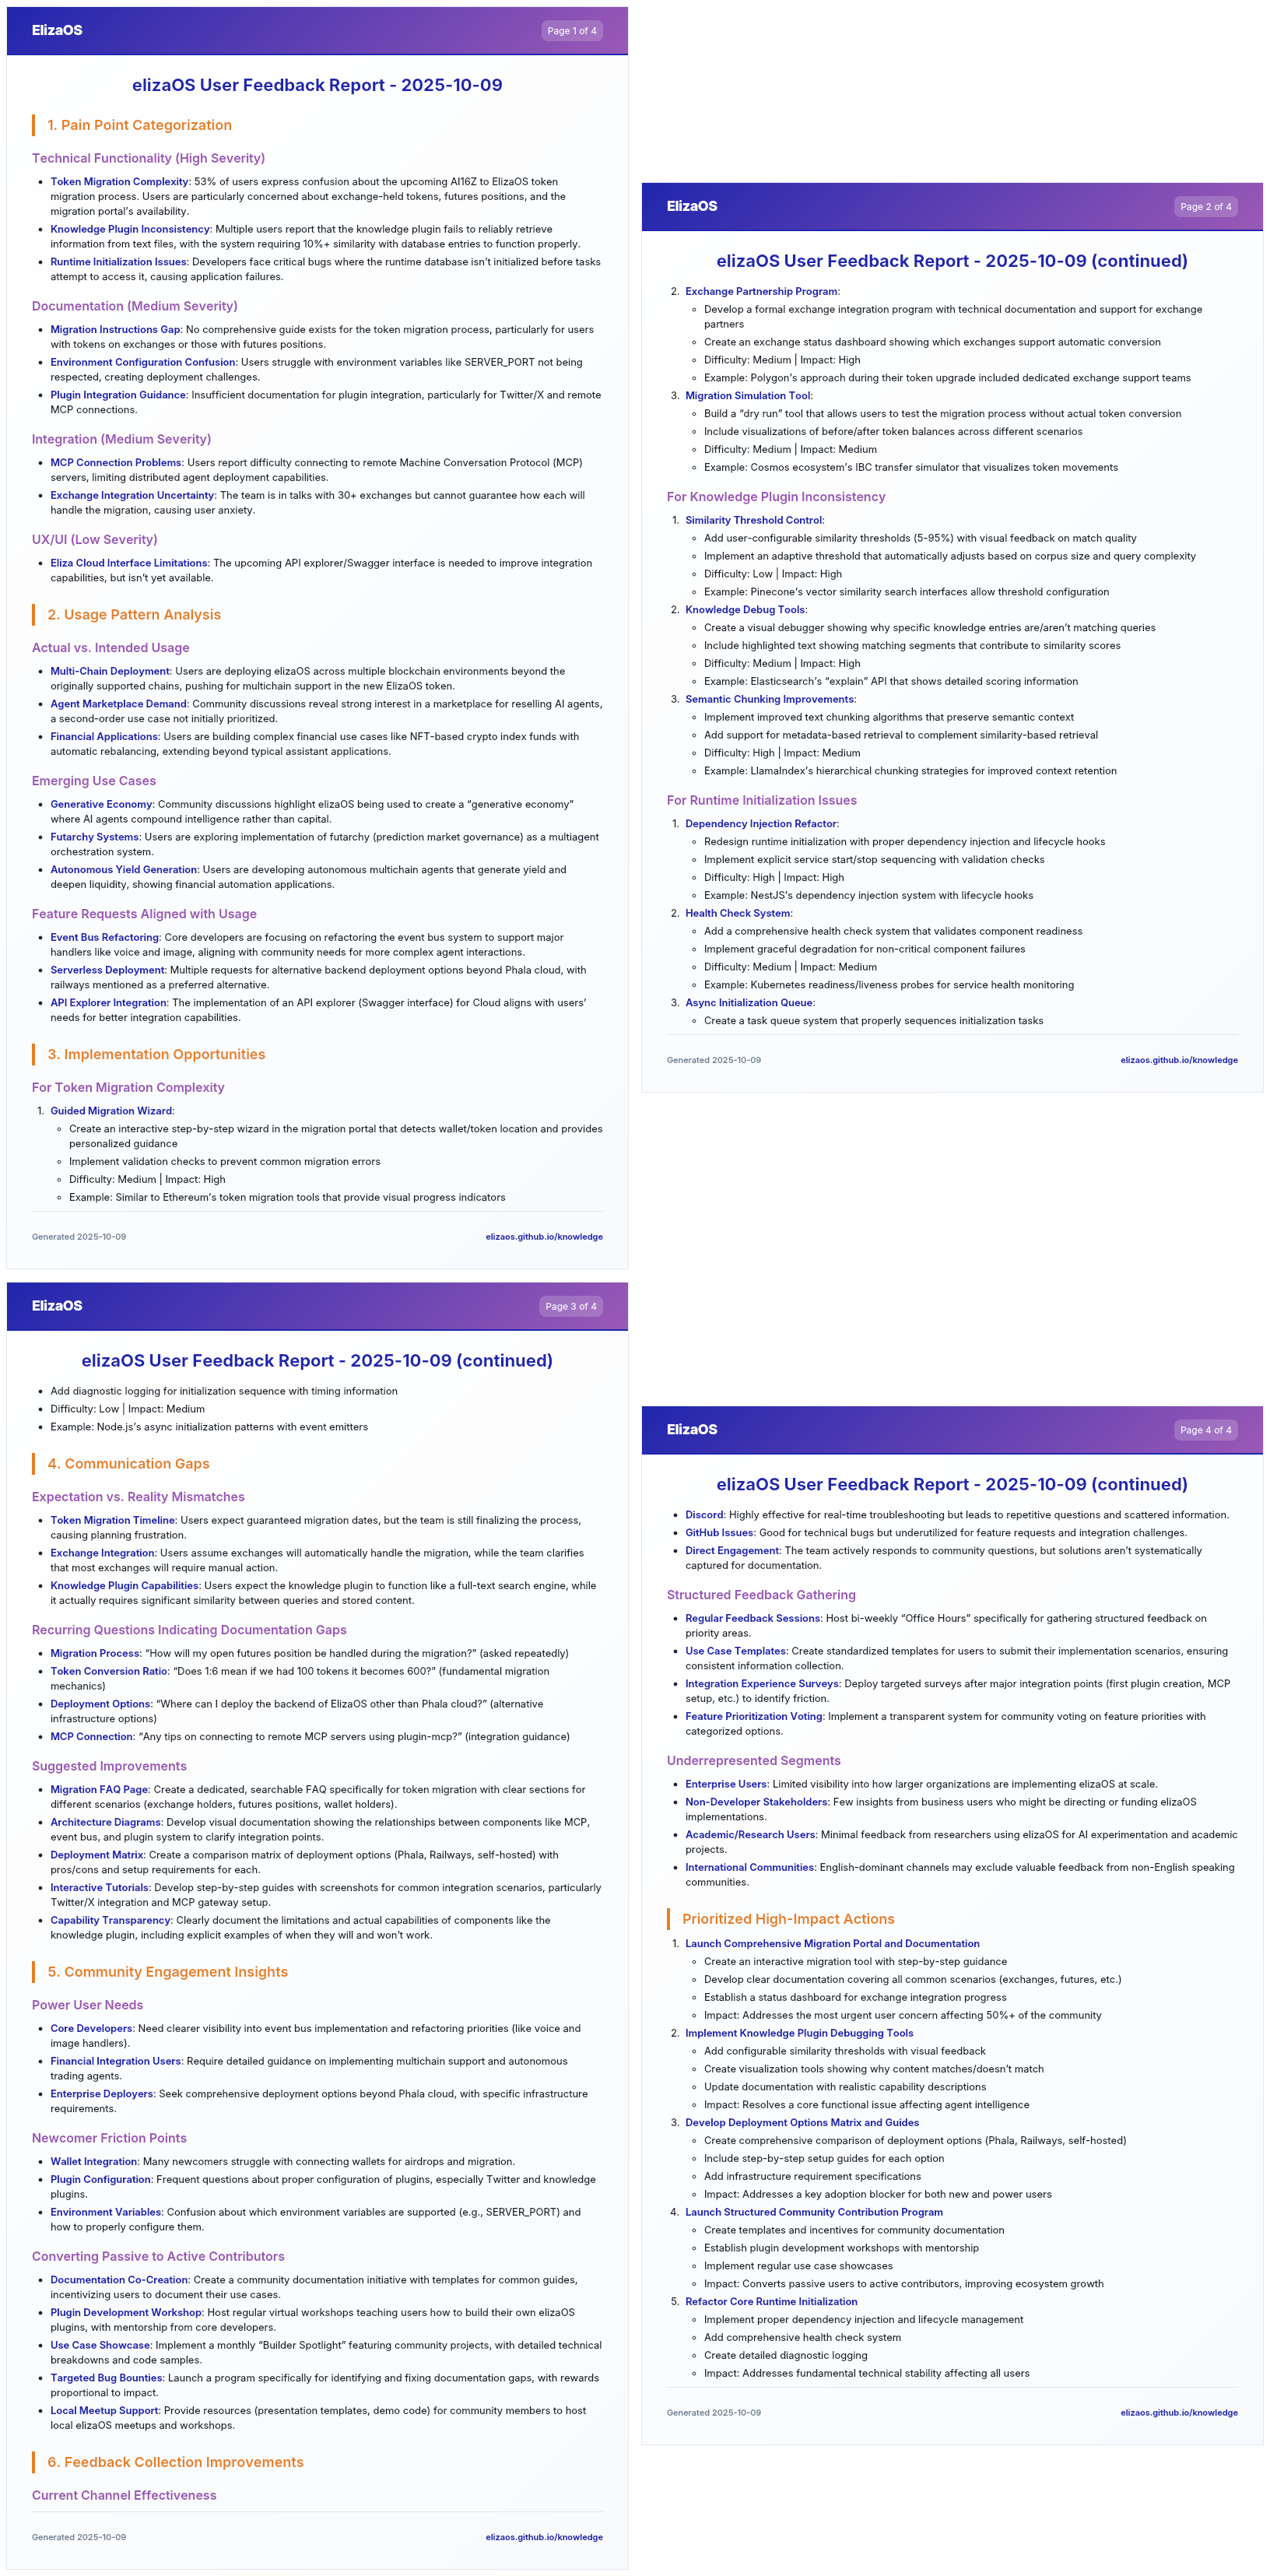 ElizaOS
Page 1 of 4
elizaOS User Feedback Report - 2025-10-09
1. Pain Point Categorization
Technical Functionality (High Severity)
• Token Migration Complexity: 53% of users express confusion about the upcoming AI16Z to ElizaOS token
migration process. Users are particularly concerned about exchange-held tokens, futures positions, and the
migration portal's availability.
• Knowledge Plugin Inconsistency: Multiple users report that the knowledge plugin fails to reliably retrieve
information from text files, with the system requiring 10%+ similarity with database entries to function properly.
• Runtime Initialization Issues: Developers face critical bugs where the runtime database isn't initialized before tasks
attempt to access it, causing application failures.
Documentation (Medium Severity)
• Migration Instructions Gap: No comprehensive guide exists for the token migration process, particularly for users
with tokens on exchanges or those with futures positions.
• Environment Configuration Confusion: Users struggle with environment variables like SERVER_PORT not being
respected, creating deployment challenges.
• Plugin Integration Guidance: Insufficient documentation for plugin integration, particularly for Twitter/X and remote
MCP connections.
Integration (Medium Severity)
• MCP Connection Problems: Users report difficulty connecting to remote Machine Conversation Protocol (MCP)
servers, limiting distributed agent deployment capabilities.
• Exchange Integration Uncertainty: The team is in talks with 30+ exchanges but cannot guarantee how each will
handle the migration, causing user anxiety.
UX/UI (Low Severity)
• Eliza Cloud Interface Limitations: The upcoming API explorer/Swagger interface is needed to improve integration
capabilities, but isn't yet available.
2. Usage Pattern Analysis
Actual vs. Intended Usage
• Multi-Chain Deployment: Users are deploying elizaOS across multiple blockchain environments beyond the
originally supported chains, pushing for multichain support in the new ElizaOS token.
• Agent Marketplace Demand: Community discussions reveal strong interest in a marketplace for reselling AI agents,
a second-order use case not initially prioritized.
• Financial Applications: Users are building complex financial use cases like NFT-based crypto index funds with
automatic rebalancing, extending beyond typical assistant applications.
Emerging Use Cases
• Generative Economy: Community discussions highlight elizaOS being used to create a "generative economy"
where AI agents compound intelligence rather than capital.
• Futarchy Systems: Users are exploring implementation of futarchy (prediction market governance) as a multiagent
orchestration system.
• Autonomous Yield Generation: Users are developing autonomous multichain agents that generate yield and
deepen liquidity, showing financial automation applications.
Feature Requests Aligned with Usage
• Event Bus Refactoring: Core developers are focusing on refactoring the event bus system to support major
handlers like voice and image, aligning with community needs for more complex agent interactions.
• Serverless Deployment: Multiple requests for alternative backend deployment options beyond Phala cloud, with
railways mentioned as a preferred alternative.
• API Explorer Integration: The implementation of an API explorer (Swagger interface) for Cloud aligns with users'
needs for better integration capabilities.
3. Implementation Opportunities
For Token Migration Complexity
1. Guided Migration Wizard:
◦ Create an interactive step-by-step wizard in the migration portal that detects wallet/token location and provides
personalized guidance
◦ Implement validation checks to prevent common migration errors
◦ Difficulty: Medium | Impact: High
◦ Example: Similar to Ethereum's token migration tools that provide visual progress indicators
Generated 2025-10-09
elizaos.github.io/knowledge
ElizaOS
Page 2 of 4
elizaOS User Feedback Report - 2025-10-09 (continued)
2. Exchange Partnership Program:
◦ Develop a formal exchange integration program with technical documentation and support for exchange
partners
◦ Create an exchange status dashboard showing which exchanges support automatic conversion
◦ Difficulty: Medium | Impact: High
◦ Example: Polygon's approach during their token upgrade included dedicated exchange support teams
3. Migration Simulation Tool:
◦ Build a "dry run" tool that allows users to test the migration process without actual token conversion
◦ Include visualizations of before/after token balances across different scenarios
◦ Difficulty: Medium | Impact: Medium
◦ Example: Cosmos ecosystem's IBC transfer simulator that visualizes token movements
For Knowledge Plugin Inconsistency
1. Similarity Threshold Control:
◦ Add user-configurable similarity thresholds (5-95%) with visual feedback on match quality
◦ Implement an adaptive threshold that automatically adjusts based on corpus size and query complexity
◦ Difficulty: Low | Impact: High
◦ Example: Pinecone's vector similarity search interfaces allow threshold configuration
2. Knowledge Debug Tools:
◦ Create a visual debugger showing why specific knowledge entries are/aren't matching queries
◦ Include highlighted text showing matching segments that contribute to similarity scores
◦ Difficulty: Medium | Impact: High
◦ Example: Elasticsearch's "explain" API that shows detailed scoring information
3. Semantic Chunking Improvements:
◦ Implement improved text chunking algorithms that preserve semantic context
◦ Add support for metadata-based retrieval to complement similarity-based retrieval
◦ Difficulty: High | Impact: Medium
◦ Example: LlamaIndex's hierarchical chunking strategies for improved context retention
For Runtime Initialization Issues
1. Dependency Injection Refactor:
◦ Redesign runtime initialization with proper dependency injection and lifecycle hooks
◦ Implement explicit service start/stop sequencing with validation checks
◦ Difficulty: High | Impact: High
◦ Example: NestJS's dependency injection system with lifecycle hooks
2. Health Check System:
◦ Add a comprehensive health check system that validates component readiness
◦ Implement graceful degradation for non-critical component failures
◦ Difficulty: Medium | Impact: Medium
◦ Example: Kubernetes readiness/liveness probes for service health monitoring
3. Async Initialization Queue:
◦ Create a task queue system that properly sequences initialization tasks
Generated 2025-10-09
elizaos.github.io/knowledge
ElizaOS
Page 3 of 4
elizaOS User Feedback Report - 2025-10-09 (continued)
• Add diagnostic logging for initialization sequence with timing information
• Difficulty: Low | Impact: Medium
• Example: Node.js's async initialization patterns with event emitters
4. Communication Gaps
Expectation vs. Reality Mismatches
• Token Migration Timeline: Users expect guaranteed migration dates, but the team is still finalizing the process,
causing planning frustration.
• Exchange Integration: Users assume exchanges will automatically handle the migration, while the team clarifies
that most exchanges will require manual action.
• Knowledge Plugin Capabilities: Users expect the knowledge plugin to function like a full-text search engine, while
it actually requires significant similarity between queries and stored content.
Recurring Questions Indicating Documentation Gaps
• Migration Process: "How will my open futures position be handled during the migration?" (asked repeatedly)
• Token Conversion Ratio: "Does 1:6 mean if we had 100 tokens it becomes 600?" (fundamental migration
mechanics)
• Deployment Options: "Where can I deploy the backend of ElizaOS other than Phala cloud?" (alternative
infrastructure options)
• MCP Connection: "Any tips on connecting to remote MCP servers using plugin-mcp?" (integration guidance)
Suggested Improvements
• Migration FAQ Page: Create a dedicated, searchable FAQ specifically for token migration with clear sections for
different scenarios (exchange holders, futures positions, wallet holders).
• Architecture Diagrams: Develop visual documentation showing the relationships between components like MCP,
event bus, and plugin system to clarify integration points.
• Deployment Matrix: Create a comparison matrix of deployment options (Phala, Railways, self-hosted) with
pros/cons and setup requirements for each.
• Interactive Tutorials: Develop step-by-step guides with screenshots for common integration scenarios, particularly
Twitter/X integration and MCP gateway setup.
• Capability Transparency: Clearly document the limitations and actual capabilities of components like the
knowledge plugin, including explicit examples of when they will and won't work.
5. Community Engagement Insights
Power User Needs
• Core Developers: Need clearer visibility into event bus implementation and refactoring priorities (like voice and
image handlers).
• Financial Integration Users: Require detailed guidance on implementing multichain support and autonomous
trading agents.
• Enterprise Deployers: Seek comprehensive deployment options beyond Phala cloud, with specific infrastructure
requirements.
Newcomer Friction Points
• Wallet Integration: Many newcomers struggle with connecting wallets for airdrops and migration.
• Plugin Configuration: Frequent questions about proper configuration of plugins, especially Twitter and knowledge
plugins.
• Environment Variables: Confusion about which environment variables are supported (e.g., SERVER_PORT) and
how to properly configure them.
Converting Passive to Active Contributors
• Documentation Co-Creation: Create a community documentation initiative with templates for common guides,
incentivizing users to document their use cases.
• Plugin Development Workshop: Host regular virtual workshops teaching users how to build their own elizaOS
plugins, with mentorship from core developers.
• Use Case Showcase: Implement a monthly "Builder Spotlight" featuring community projects, with detailed technical
breakdowns and code samples.
• Targeted Bug Bounties: Launch a program specifically for identifying and fixing documentation gaps, with rewards
proportional to impact.
• Local Meetup Support: Provide resources (presentation templates, demo code) for community members to host
local elizaOS meetups and workshops.
6. Feedback Collection Improvements
Current Channel Effectiveness
Generated 2025-10-09
elizaos.github.io/knowledge
ElizaOS
Page 4 of 4
elizaOS User Feedback Report - 2025-10-09 (continued)
• Discord: Highly effective for real-time troubleshooting but leads to repetitive questions and scattered information.
• GitHub Issues: Good for technical bugs but underutilized for feature requests and integration challenges.
• Direct Engagement: The team actively responds to community questions, but solutions aren't systematically
captured for documentation.
Structured Feedback Gathering
• Regular Feedback Sessions: Host bi-weekly "Office Hours" specifically for gathering structured feedback on
priority areas.
• Use Case Templates: Create standardized templates for users to submit their implementation scenarios, ensuring
consistent information collection.
• Integration Experience Surveys: Deploy targeted surveys after major integration points (first plugin creation, MCP
setup, etc.) to identify friction.
• Feature Prioritization Voting: Implement a transparent system for community voting on feature priorities with
categorized options.
Underrepresented Segments
• Enterprise Users: Limited visibility into how larger organizations are implementing elizaOS at scale.
• Non-Developer Stakeholders: Few insights from business users who might be directing or funding elizaOS
implementations.
• Academic/Research Users: Minimal feedback from researchers using elizaOS for AI experimentation and academic
projects.
• International Communities: English-dominant channels may exclude valuable feedback from non-English speaking
communities.
Prioritized High-Impact Actions
1. Launch Comprehensive Migration Portal and Documentation
◦ Create an interactive migration tool with step-by-step guidance
◦ Develop clear documentation covering all common scenarios (exchanges, futures, etc.)
◦ Establish a status dashboard for exchange integration progress
◦ Impact: Addresses the most urgent user concern affecting 50%+ of the community
2. Implement Knowledge Plugin Debugging Tools
◦ Add configurable similarity thresholds with visual feedback
◦ Create visualization tools showing why content matches/doesn't match
◦ Update documentation with realistic capability descriptions
◦ Impact: Resolves a core functional issue affecting agent intelligence
3. Develop Deployment Options Matrix and Guides
◦ Create comprehensive comparison of deployment options (Phala, Railways, self-hosted)
◦ Include step-by-step setup guides for each option
◦ Add infrastructure requirement specifications
◦ Impact: Addresses a key adoption blocker for both new and power users
4. Launch Structured Community Contribution Program
◦ Create templates and incentives for community documentation
◦ Establish plugin development workshops with mentorship
◦ Implement regular use case showcases
◦ Impact: Converts passive users to active contributors, improving ecosystem growth
5. Refactor Core Runtime Initialization
◦ Implement proper dependency injection and lifecycle management
◦ Add comprehensive health check system
◦ Create detailed diagnostic logging
◦ Impact: Addresses fundamental technical stability affecting all users
Generated 2025-10-09
elizaos.github.io/knowledge